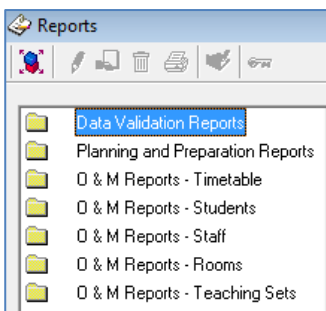 Reports
Data Validation Reports
Planning and Preparation Reports
O & M Reports - Timetable
O & M Reports - Students
O & M Reports - Staff
O & M Reports - Rooms
O & M Reports - Teaching Sets